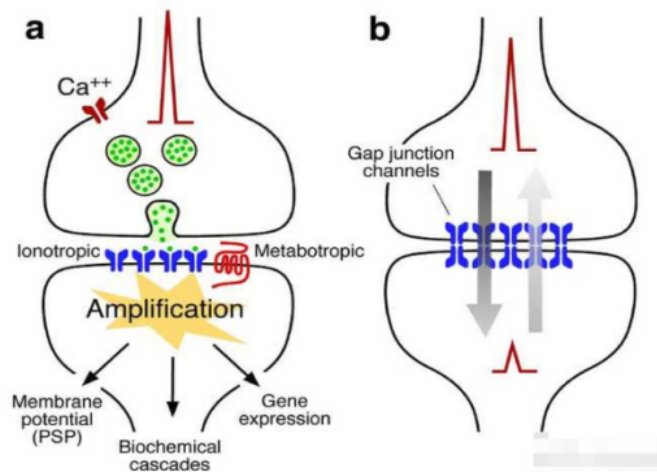 a
Ca++
Ionotropic
Metabotropic
Amplification
Membrane
potential
(PSP)
Biochemical
cascades
Gene
expression
b
Gap junction
channels